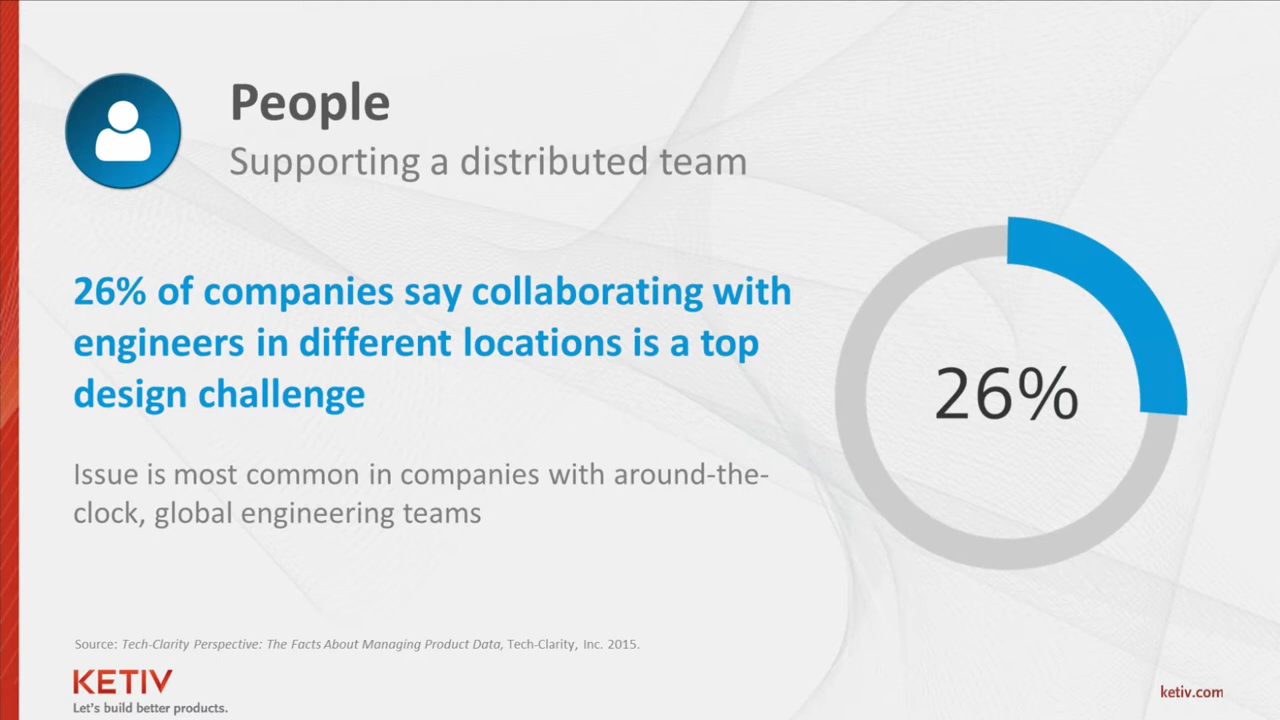 People
Supporting a distributed team
26% of companies say collaborating with
engineers in different locations is a top
design challenge
26%
Issue is most common in companies with around-the-
clock, global engineering teams
Source: Tech-Clarity Perspective: The Facts About Managing Product Data, Tech-Clarity, Inc. 2015.
KETIV
Let's build better products.
ketiv.com